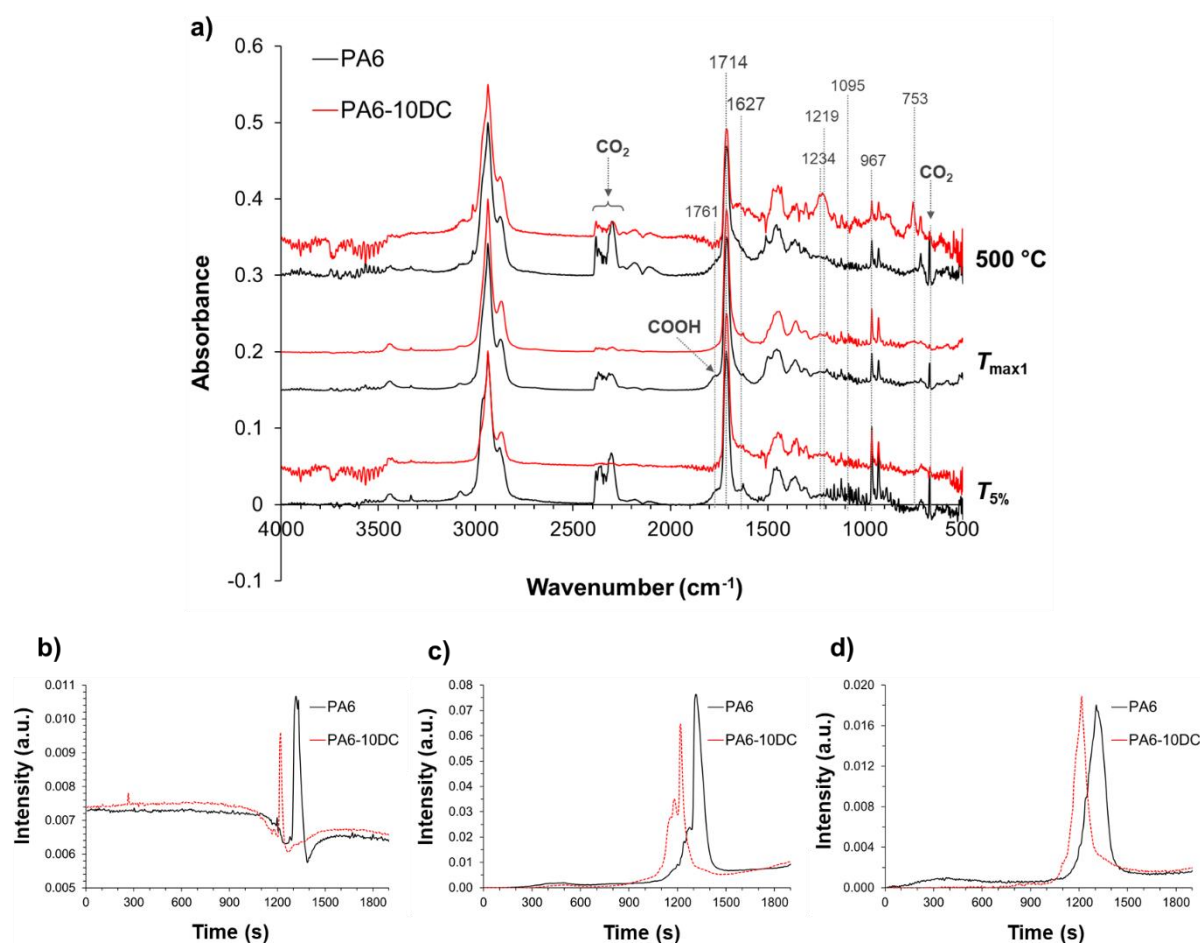 a)
PA6
PA6-10DC
0.6
0.5
0.4
0.3
0.2
0.1
0
-0.1
Absorbance
1714
1627
1095
1219
1234
753
967
1761
CO₂
CO₂
COOH
500 °C
Tmax1
T5%
4000
3500
3000
2500
2000
1500
1000
500
Wavenumber (cm⁻¹)
b)
0.011
0.010
0.009
0.008
0.007
0.006
0.005
Intensity (a.u.)
PA6
PA6-10DC
0 300 600 900 1200 1500 1800
Time (s)
c)
0.08
0.07
0.06
0.05
0.04
0.03
0.02
0.01
0.00
Intensity (a.u.)
PA6
PA6-10DC
0 300 600 900 1200 1500 1800
Time (s)
d)
0.020
0.016
0.012
0.008
0.004
0.000
Intensity (a.u.)
PA6
PA6-10DC
0 300 600 900 1200 1500 1800
Time (s)